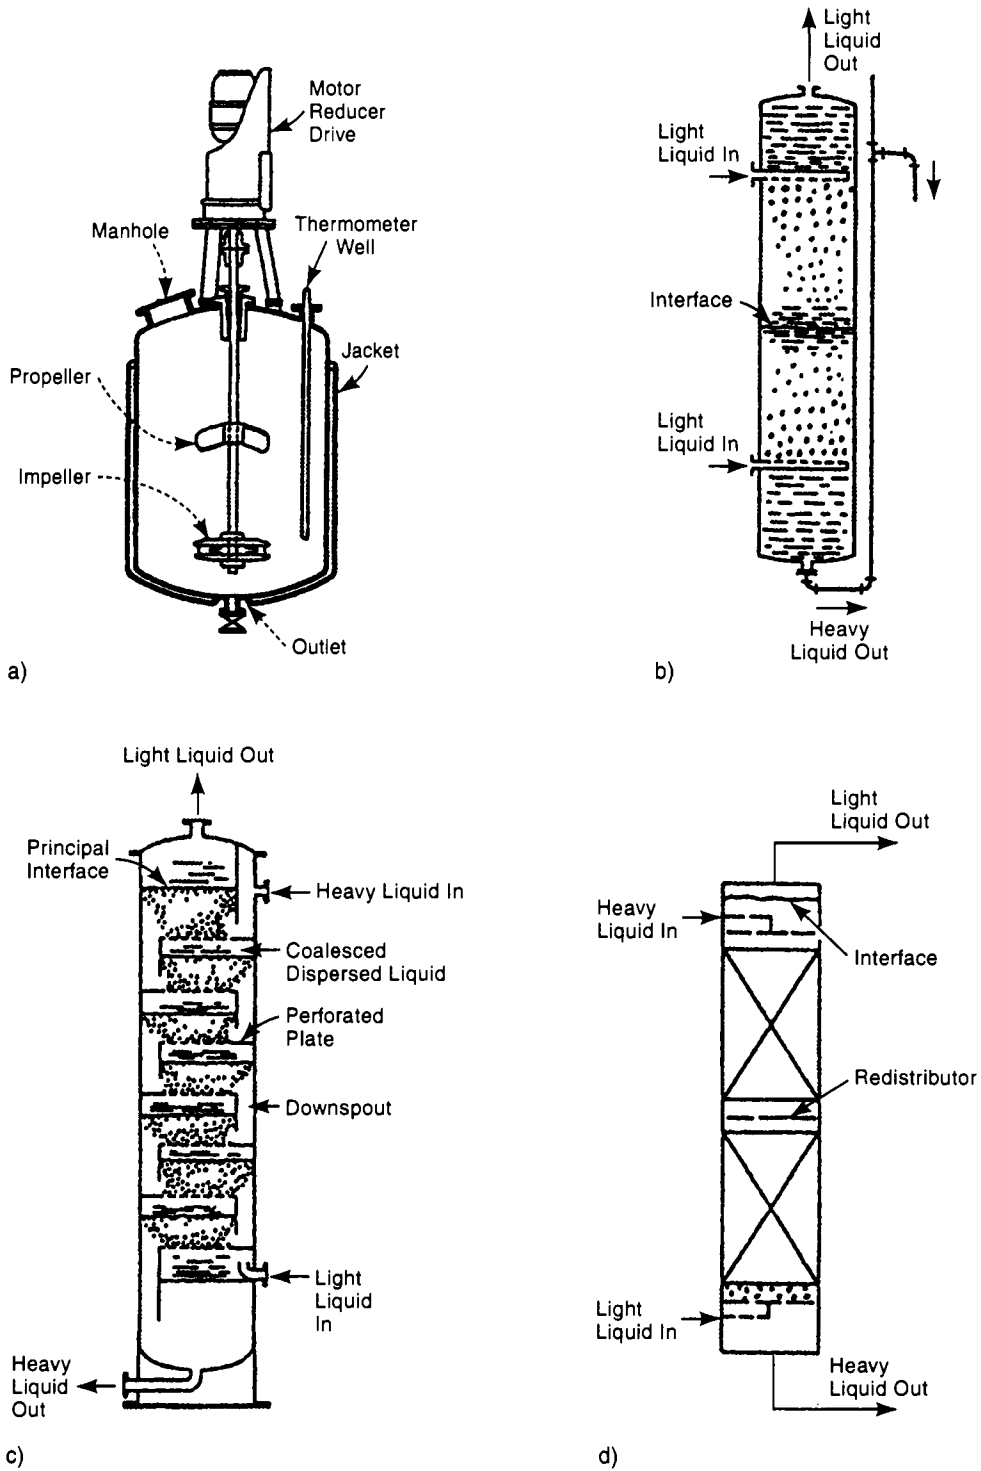 Motor
Reducer
Drive
Manhole
Thermometer
Well
Jacket
Propeller
Impeller
Outlet
a)
Light
Liquid
Out
Light
Liquid In
Interface
Light
Liquid In
Heavy
Liquid Out
b)
Light Liquid Out
Principal
Interface
Heavy Liquid In
Coalesced
Dispersed Liquid
Perforated
Plate
Downspout
Light
Liquid
In
Heavy
Liquid
Out
c)
Light
Liquid Out
Heavy
Liquid In
Interface
Redistributor
Light
Liquid In
Heavy
Liquid Out
d)